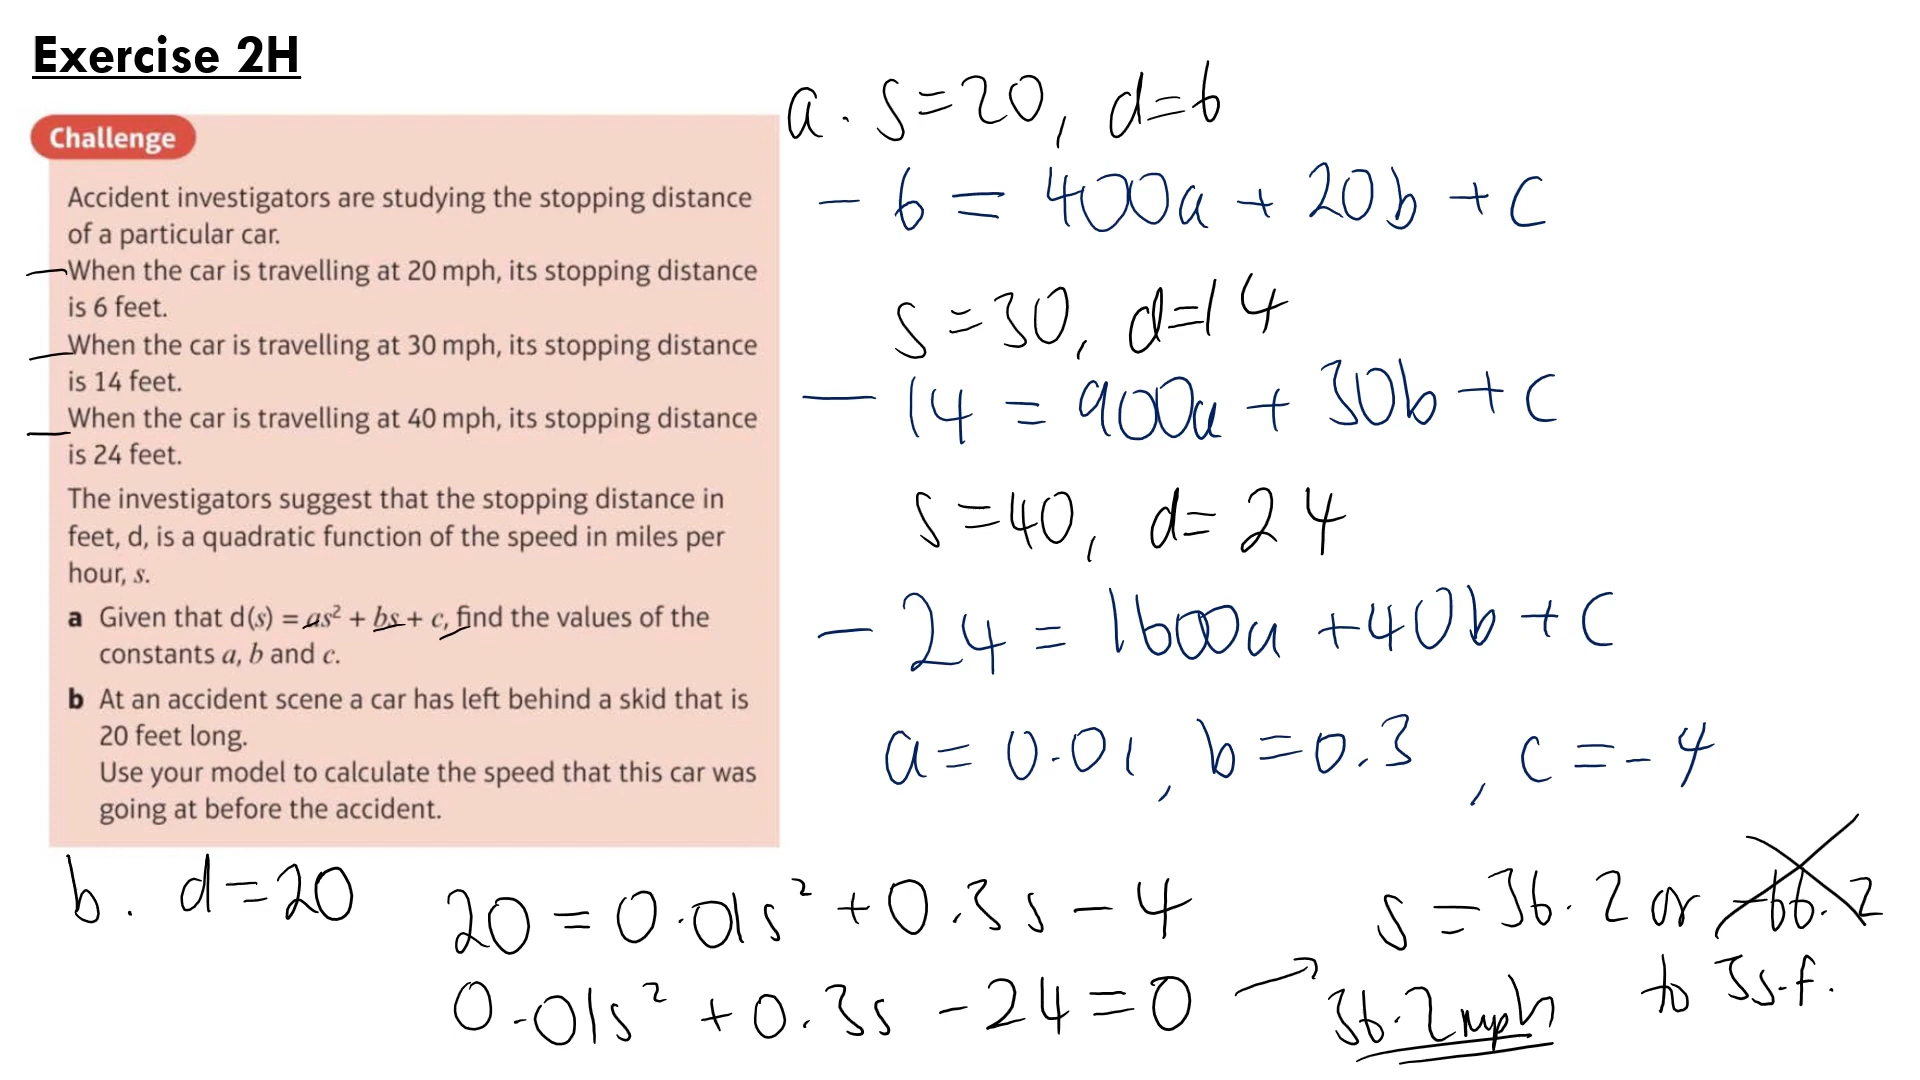 Exercise 2H
Challenge
Accident investigators are studying the stopping distance
of a particular car.
When the car is travelling at 20 mph, its stopping distance
is 6 feet.
When the car is travelling at 30 mph, its stopping distance
is 14 feet.
When the car is travelling at 40 mph, its stopping distance
is 24 feet.
The investigators suggest that the stopping distance in
feet, d, is a quadratic function of the speed in miles per
hour, s.
a Given that d(s) = as² + bs + c, find the values of the
constants a, b and c.
b At an accident scene a car has left behind a skid that is
20 feet long.
Use your model to calculate the speed that this car was
going at before the accident.
a. s=20, d=6
- 6 = 400a + 20b + c
s=30, d=14
- 14 = 900a + 30b + c
s=40, d=24
- 24 = 1600a +40b + c
a= 0.01, b=0.3, c=-4
b. d=20
20 = 0.01s² + 0.3s - 4
0.01s² + 0.3s - 24 = 0
s = 36.2 or -66.2
to 3s.f.
36.2mph